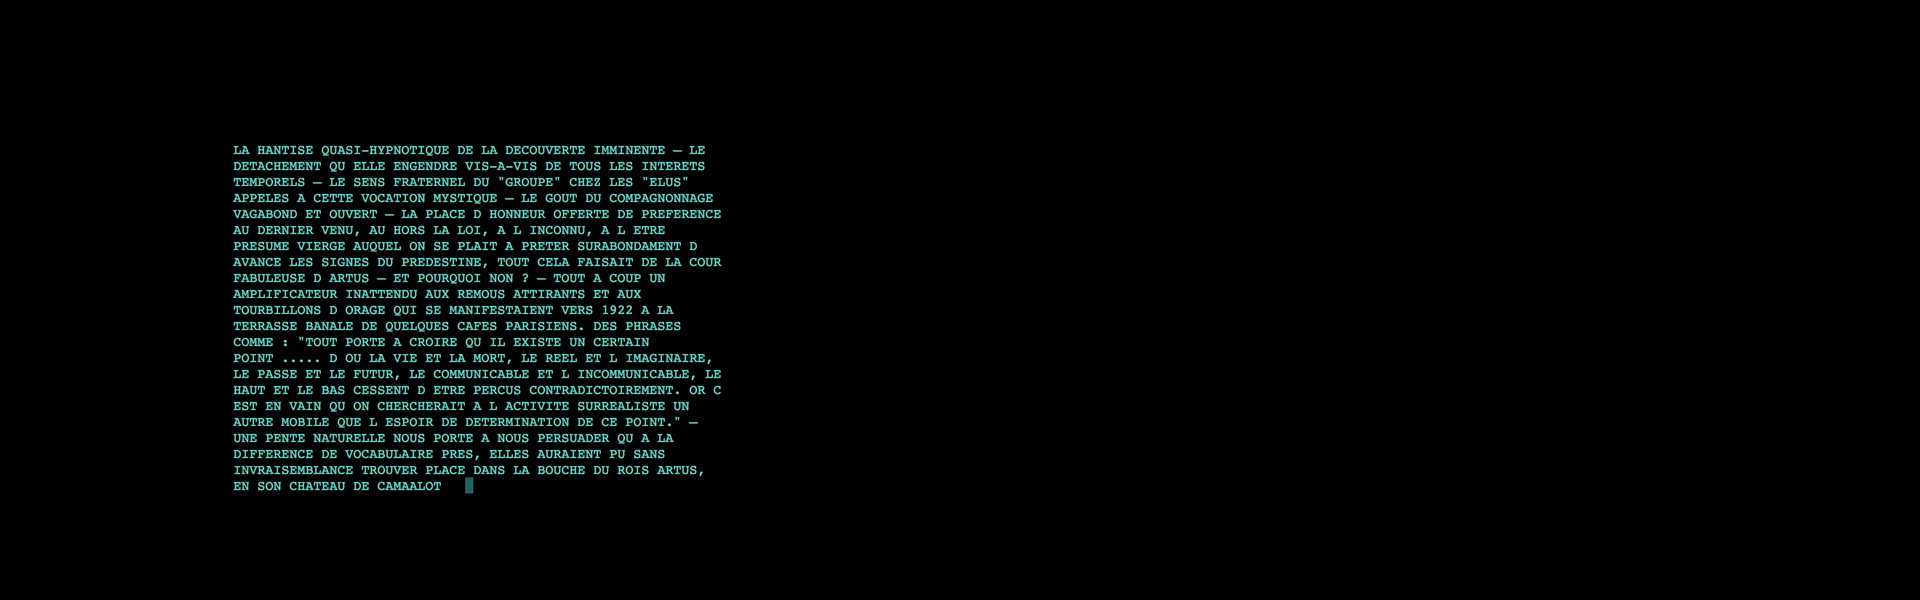 LA HANTISE QUASI-HYPNOTIQUE DE LA DECOUVERTE IMMINENTE — LE
DETACHEMENT QU ELLE ENGENDRE VIS-A-VIS DE TOUS LES INTERETS
TEMPORELS — LE SENS FRATERNEL DU "GROUPE" CHEZ LES "ELUS"
APPELES A CETTE VOCATION MYSTIQUE — LE GOUT DU COMPAGNONNAGE
VAGABOND ET OUVERT — LA PLACE D HONNEUR OFFERTE DE PREFERENCE
AU DERNIER VENU, AU HORS LA LOI, A L INCONNU, A L ETRE
PRESUME VIERGE AUQUEL ON SE PLAIT A PRETER SURABONDAMENT D
AVANCE LES SIGNES DU PREDESTINE, TOUT CELA FAISAIT DE LA COUR
FABULEUSE D ARTUS — ET POURQUOI NON ? — TOUT A COUP UN
AMPLIFICATEUR INATTENDU AUX REMOUS ATTIRANTS ET AUX
TOURBILLONS D ORAGE QUI SE MANIFESTAIENT VERS 1922 A LA
TERRASSE BANALE DE QUELQUES CAFES PARISIENS. DES PHRASES
COMME : "TOUT PORTE A CROIRE QU IL EXISTE UN CERTAIN
POINT ..... D OU LA VIE ET LA MORT, LE REEL ET L IMAGINAIRE,
LE PASSE ET LE FUTUR, LE COMMUNICABLE ET L INCOMMUNICABLE, LE
HAUT ET LE BAS CESSENT D ETRE PERCUS CONTRADICTOIREMENT. OR C
EST EN VAIN QU ON CHERCHERAIT A L ACTIVITE SURREALISTE UN
AUTRE MOBILE QUE L ESPOIR DE DETERMINATION DE CE POINT." —
UNE PENTE NATURELLE NOUS PORTE A NOUS PERSUADER QU A LA
DIFFERENCE DE VOCABULAIRE PRES, ELLES AURAIENT PU SANS
INVRAISEMBLANCE TROUVER PLACE DANS LA BOUCHE DU ROIS ARTUS,
EN SON CHATEAU DE CAMAALOT